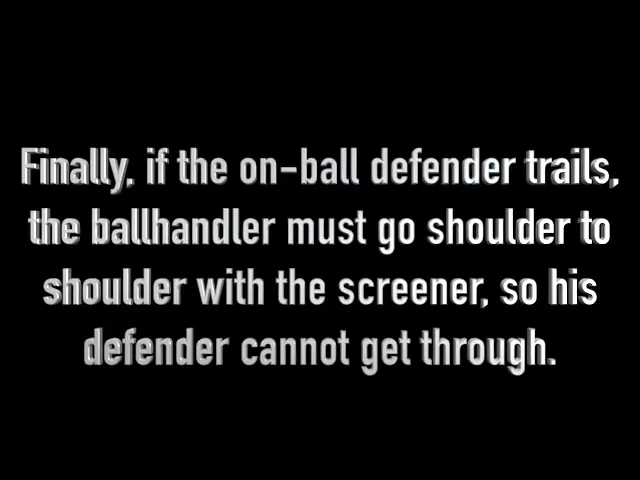 Finally, if the on-ball defender trails,
the ballhandler must go shoulder to
shoulder with the screener, so his
defender cannot get through.